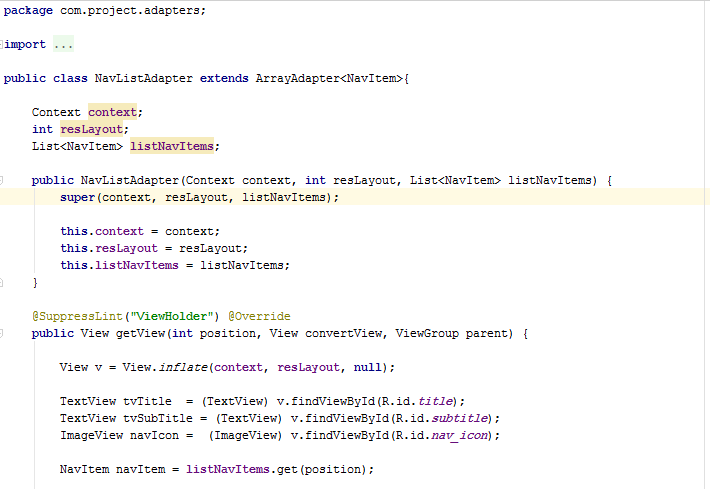 package com.project.adapters;
import ...
public class NavListAdapter extends ArrayAdapter<NavItem>{
Context context;
int resLayout;
List<NavItem> listNavItems;
public NavListAdapter(Context context, int resLayout, List<NavItem> listNavItems) {
super(context, resLayout, listNavItems);
this.context = context;
this.resLayout = resLayout;
this.listNavItems = listNavItems;
}
@SuppressLint("ViewHolder") @Override
public View getView(int position, View convertView, ViewGroup parent) {
View v = View.inflate(context, resLayout, null);
TextView tvTitle  = (TextView) v.findViewById(R.id.title);
TextView tvSubTitle = (TextView) v.findViewById(R.id.subtitle);
ImageView navIcon =  (ImageView) v.findViewById(R.id.nav_icon);
NavItem navItem = listNavItems.get(position);